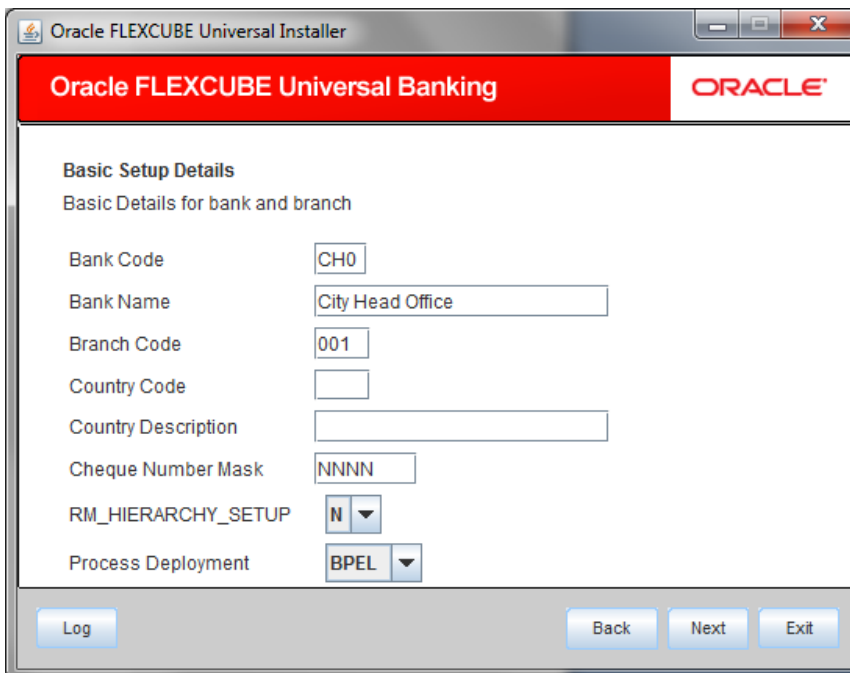 Oracle FLEXCUBE Universal Installer
Oracle FLEXCUBE Universal Banking
ORACLE
Basic Setup Details
Basic Details for bank and branch
Bank Code CH0
Bank Name City Head Office
Branch Code 001
Country Code
Country Description
Cheque Number Mask NNNN
RM_HIERARCHY_SETUP N
Process Deployment BPEL
Log Back Next Exit